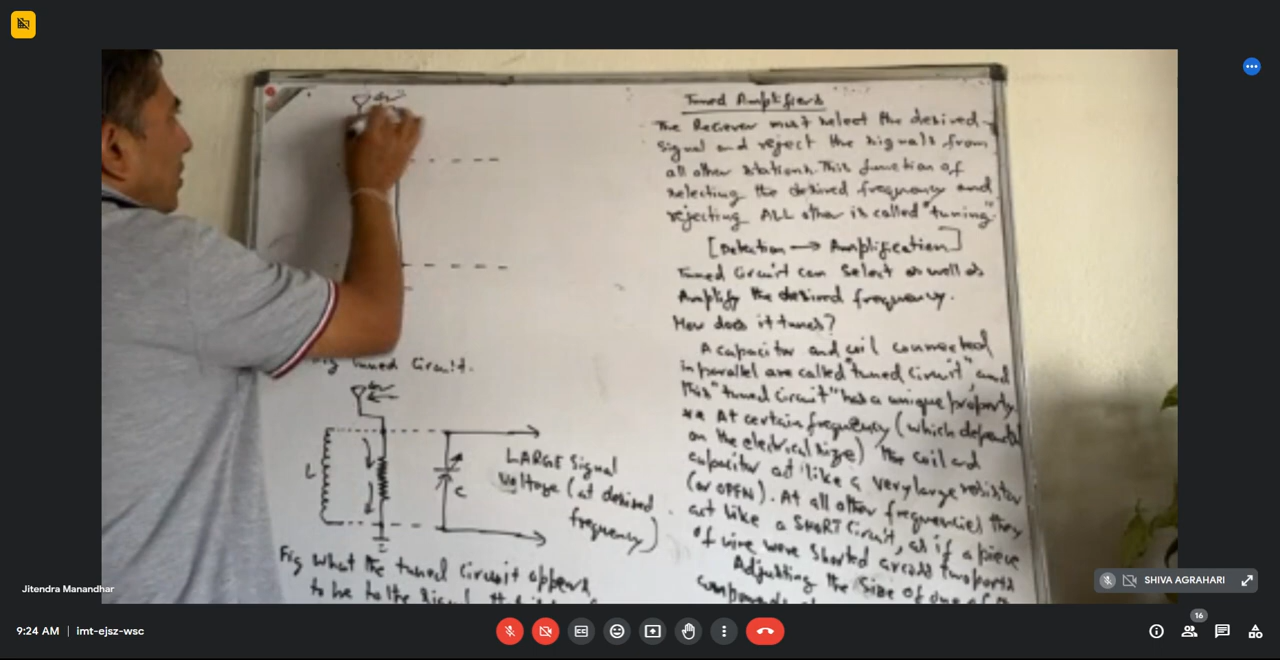 Tuned Amplifiers
The Reciever must select the desired
signal and reject the signals from
all other stations. This function of
selecting the desired frequency and
rejecting ALL other is called "tuning".
[Detection → Amplification]
Tuned Circuit can Select as well as
Amplify the desired frequency.
How does it tunes?
A capacitor and coil connected
in parallel are called "tuned circuit" and
this "tuned circuit" has a unique property
** At certain frequency (which depends
on the electrical size) the coil and
capacitor act like a very large resistor
(or OPEN). At all other frequencies they
act like a SHORT Circuit, as if a piece
of wire were shorted across two ports
Adjusting the Size of one of
Tuned Circuit.
L
C
LARGE Signal
Voltage (at desired
frequency)
Fig What the tuned circuit appers
to be to the
Jitendra Manandhar
SHIVA AGRAHARI
16
9:24 AM | imt-ejsz-wsc